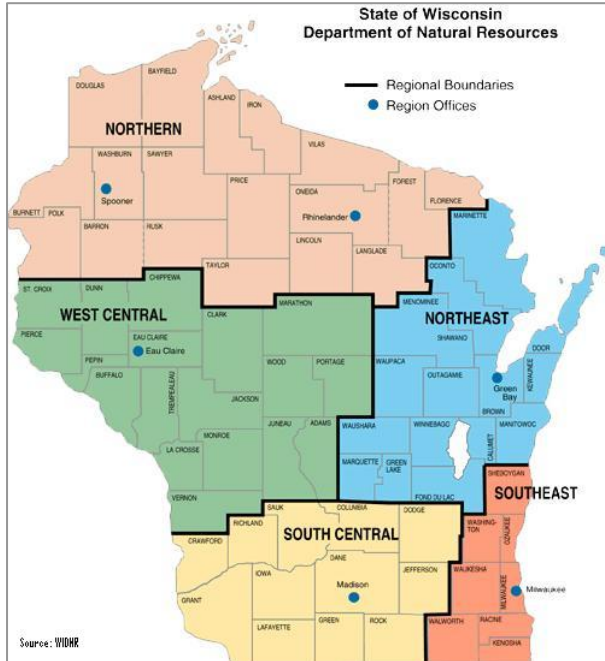 State of Wisconsin
Department of Natural Resources
Regional Boundaries
Region Offices
BAYFIELD
DOUGLAS
ASHLAND
IRON
NORTHERN
VILAS
WASHBURN
SAWYER
PRICE
ONEIDA
FOREST
FLORENCE
Spooner
Rhinelander
BURNETT
POLK
MARINETTE
BARRON
RUSK
LINCOLN
LANGLADE
TAYLOR
OCONTO
CHIPPEWA
ST. CROIX
DUNN
MARATHON
MENOMINEE
WEST CENTRAL
CLARK
NORTHEAST
PIERCE
EAU CLAIRE
Eau Claire
SHAWANO
DOOR
PEPIN
WOOD
PORTAGE
WAUPACA
KEWAUNEE
BUFFALO
TREMPEALEAU
OUTAGAMIE
Green
Bay
JACKSON
BROWN
JUNEAU
ADAMS
WAUSHARA
WINNEBAGO
CALUMET
MANITOWOC
MONROE
LA CROSSE
MARQUETTE
GREEN
LAKE
SHEBOYGAN
VERNON
FOND DU LAC
SOUTHEAST
SAUK
COLUMBIA
DODGE
RICHLAND
WASHING-
TON
OZAUKEE
CRAWFORD
SOUTH CENTRAL
DANE
IOWA
JEFFERSON
WAUKESHA
MILWAUKEE
Milwaukee
Madison
GRANT
LAFAYETTE
GREEN
ROCK
WALWORTH
RACINE
KENOSHA
Source: WIDNR